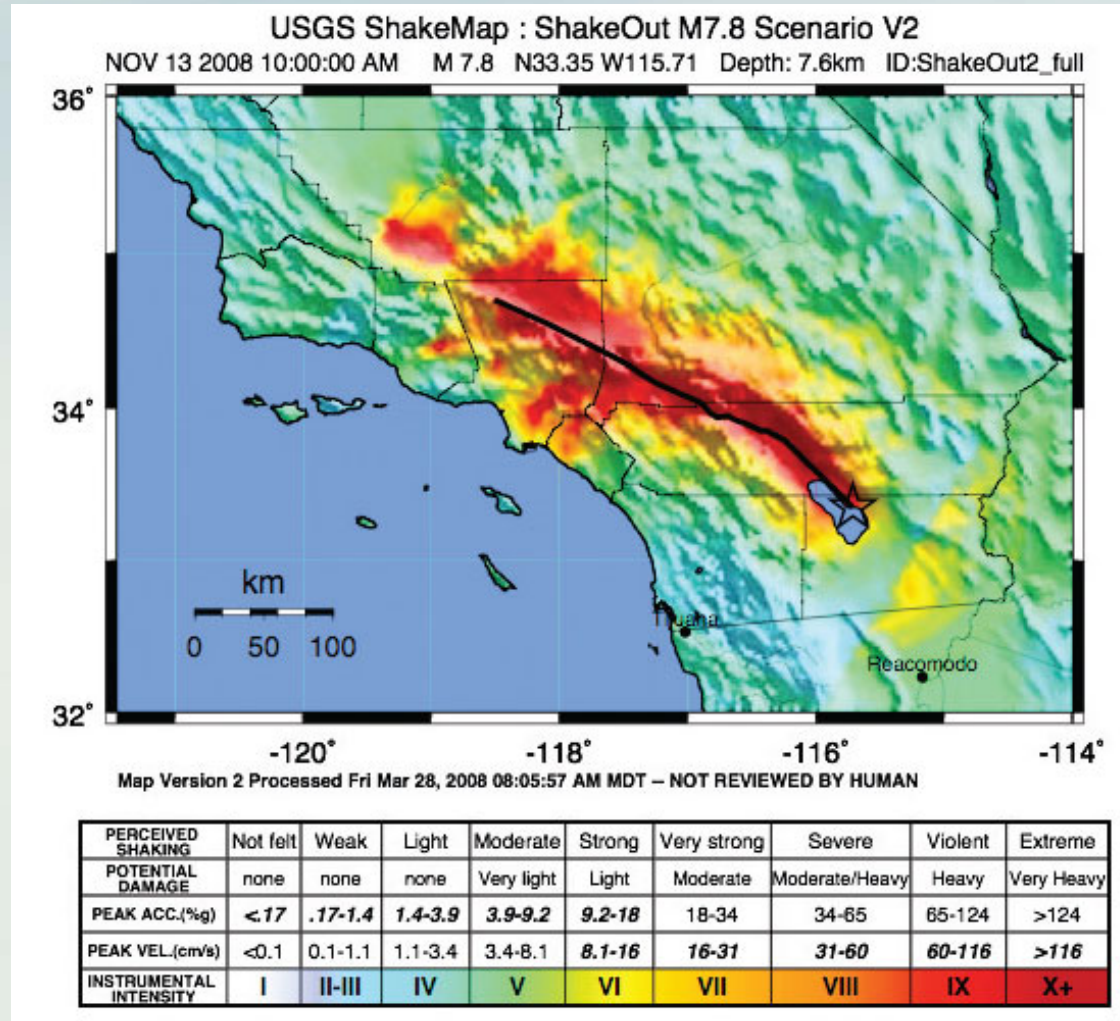 USGS ShakeMap : ShakeOut M7.8 Scenario V2
NOV 13 2008 10:00:00 AM M 7.8 N33.35 W115.71 Depth: 7.6km ID:ShakeOut2_full
36°
34°
km
0 50 100
Tijuana
Reacomodo
32°
-120° -118° -116° -114°
Map Version 2 Processed Fri Mar 28, 2008 08:05:57 AM MDT – NOT REVIEWED BY HUMAN
PERCEIVED SHAKING Not felt Weak Light Moderate Strong Very strong Severe Violent Extreme
POTENTIAL DAMAGE none none none Very light Light Moderate Moderate/Heavy Heavy Very Heavy
PEAK ACC.(%g) <.17 .17-1.4 1.4-3.9 3.9-9.2 9.2-18 18-34 34-65 65-124 >124
PEAK VEL.(cm/s) <0.1 0.1-1.1 1.1-3.4 3.4-8.1 8.1-16 16-31 31-60 60-116 >116
INSTRUMENTAL INTENSITY I II-III IV V VI VII VIII IX X+